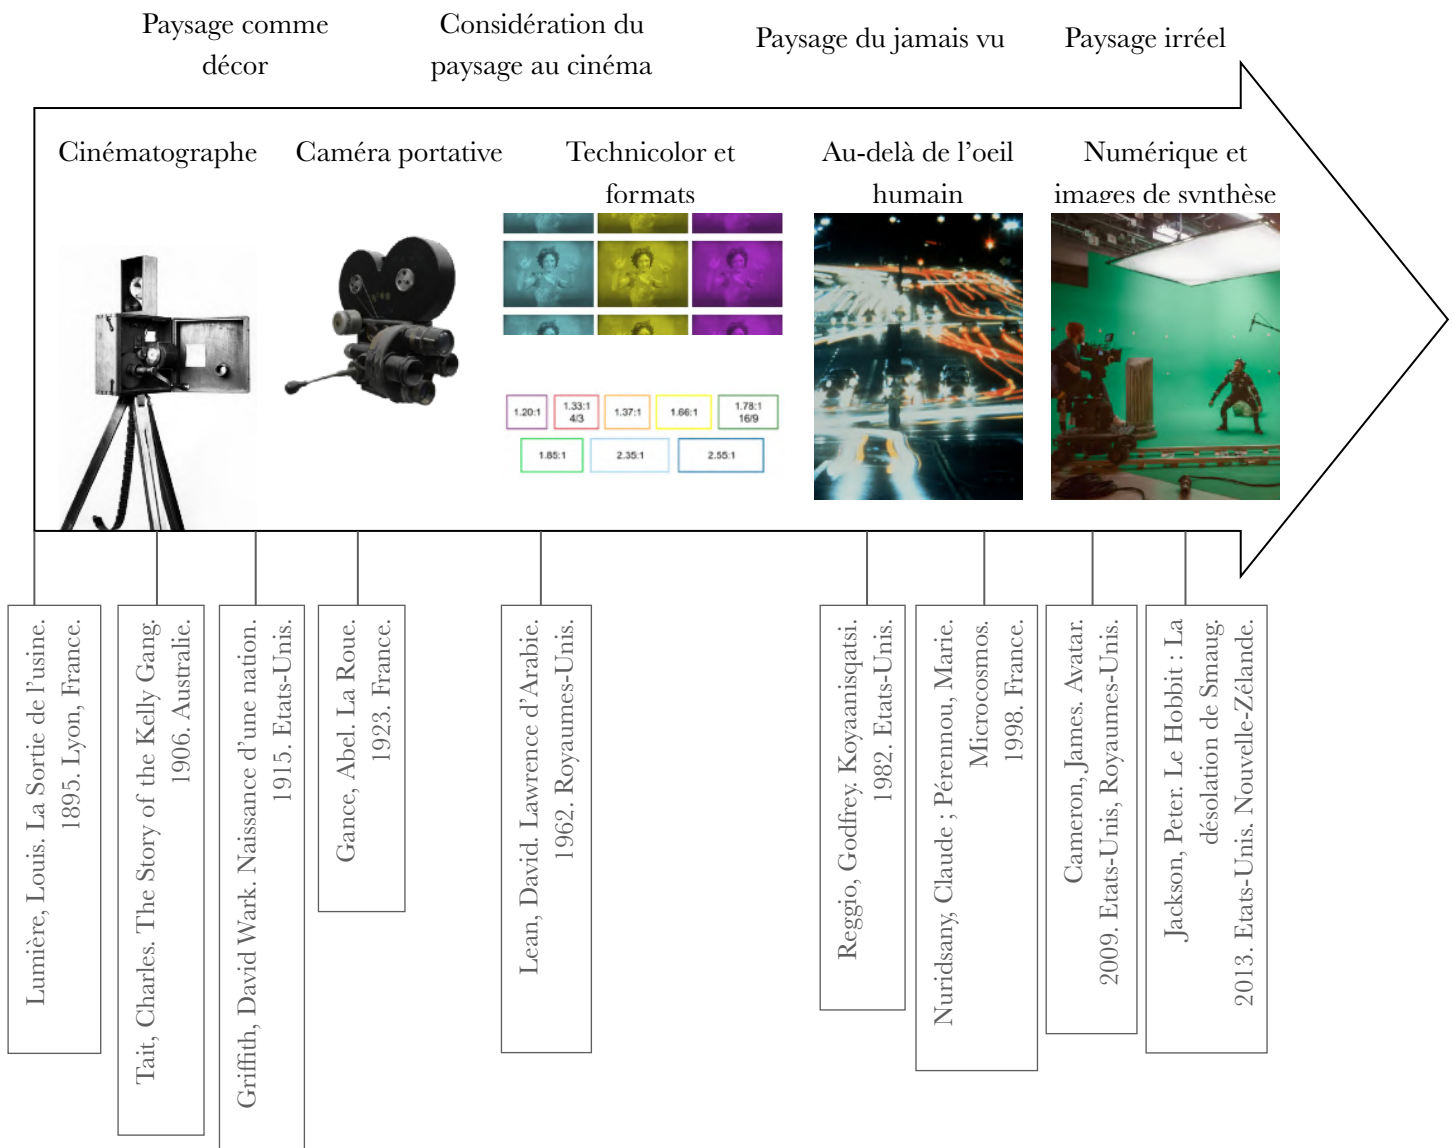 Paysage comme
décor
Considération du
paysage au cinéma
Paysage du jamais vu
Paysage irréel
Cinématographe
Caméra portative
Technicolor et
formats
Au-delà de l’oeil
humain
Numérique et
images de synthèse
1.20:1
1.33:1
4/3
1.37:1
1.66:1
1.78:1
16/9
1.85:1
2.35:1
2.55:1
Lumière, Louis. La Sortie de l’usine.
1895. Lyon, France.
Tait, Charles. The Story of the Kelly Gang.
1906. Australie.
Griffith, David Wark. Naissance d’une nation.
1915. Etats-Unis.
Gance, Abel. La Roue.
1923. France.
Lean, David. Lawrence d’Arabie.
1962. Royaumes-Unis.
Reggio, Godfrey. Koyaanisqatsi.
1982. Etats-Unis.
Nuridsany, Claude ; Pérennou, Marie.
Microcosmos.
1998. France.
Cameron, James. Avatar.
2009. Etats-Unis, Royaumes-Unis.
Jackson, Peter. Le Hobbit : La
désolation de Smaug.
2013. Etats-Unis. Nouvelle-Zélande.